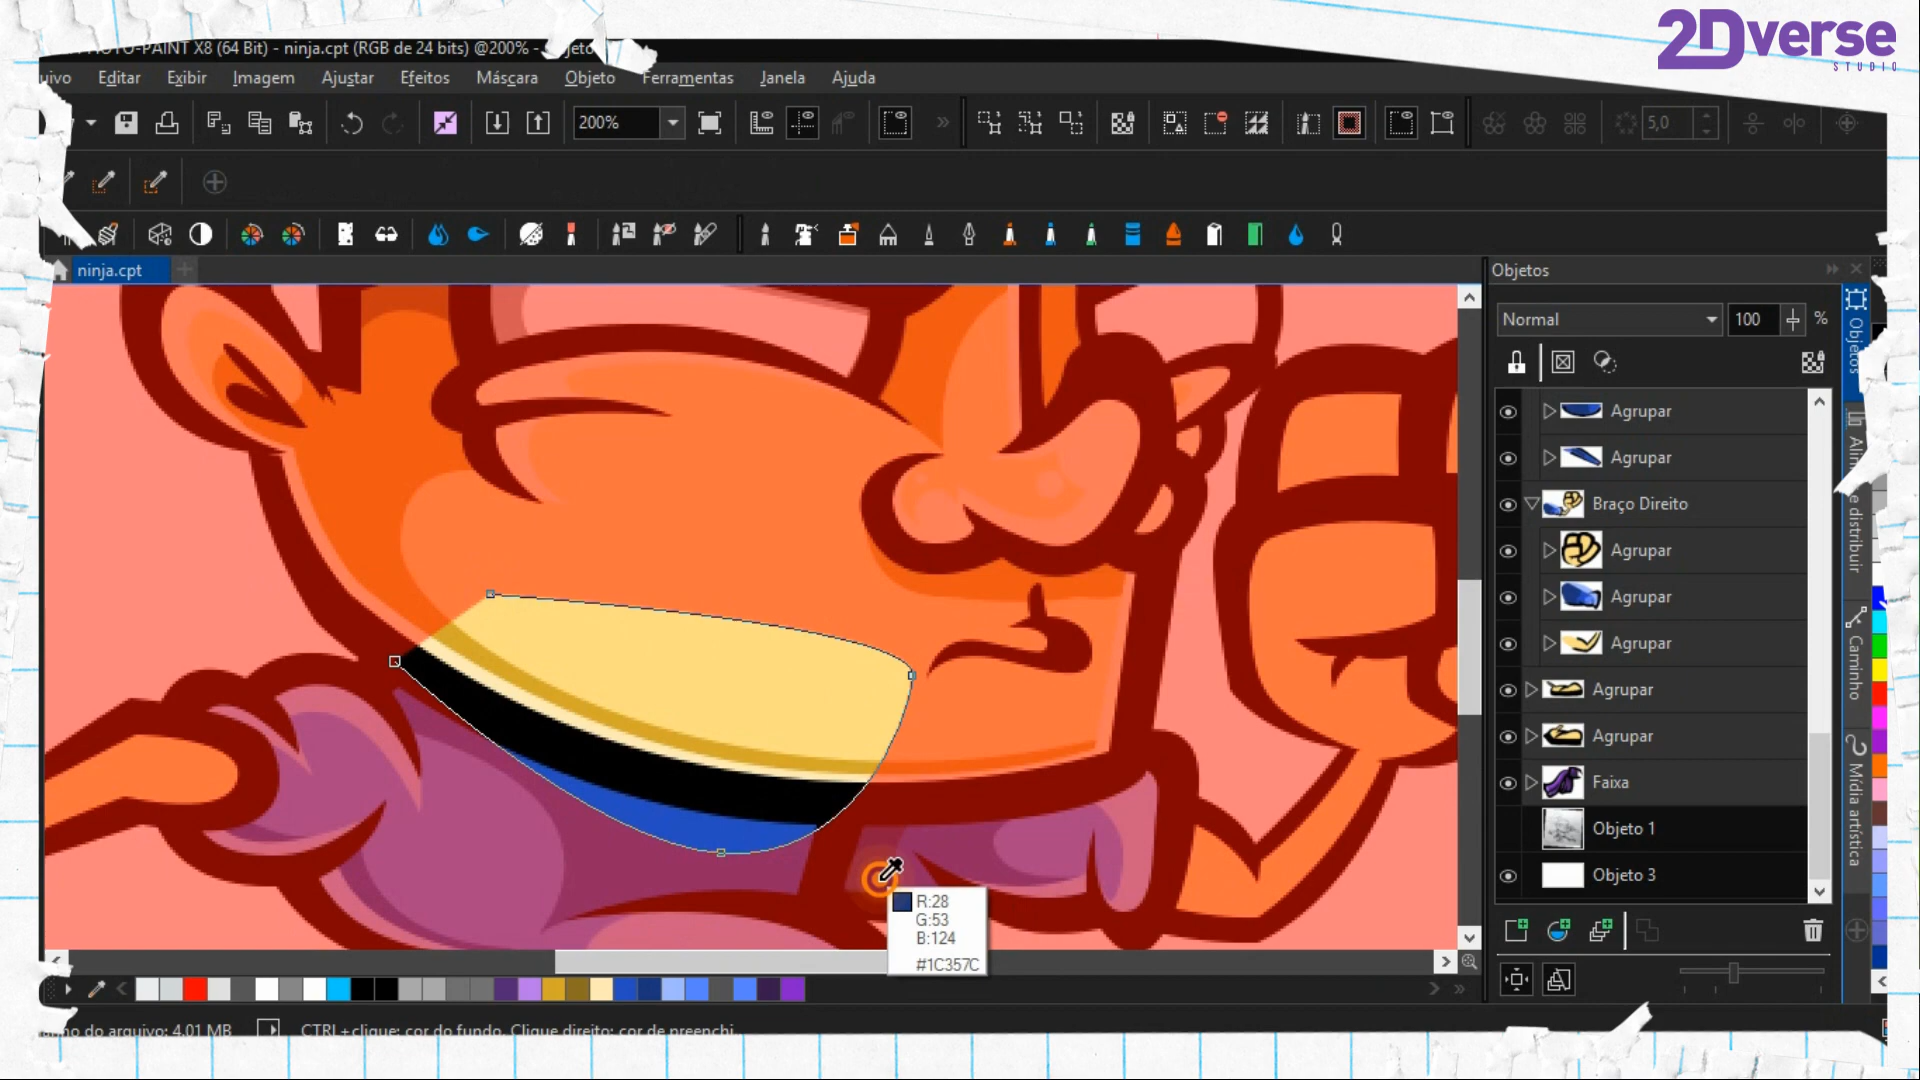 2Dverse
STUDIO
PHOTO-PAINT X8 (64 Bit) - ninja.cpt (RGB de 24 bits) @200% -
Editar Exibir Imagem Ajustar Efeitos Máscara Objeto Ferramentas Janela Ajuda
200%
5,0
ninja.cpt
Objetos
Normal 100 %
Agrupar
Agrupar
Braço Direito
Agrupar
Agrupar
Agrupar
Agrupar
Agrupar
Faixa
Objeto 1
Objeto 3
Objetos
e distribuir
Caminho
Mídia artística
R:28
G:53
B:124
#1C357C
do arquivo: 4.01 MB CTRL+clique: cor do fundo. Clique direito: cor de preenchi...